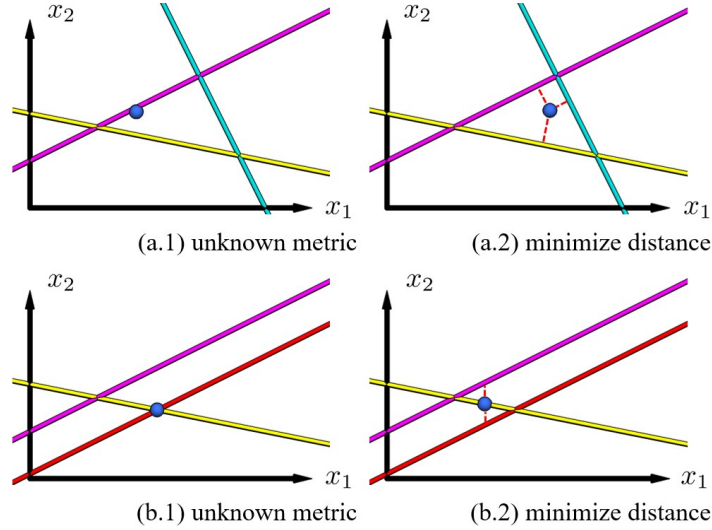 x₂
x₂
x₁
x₁
(a.1) unknown metric
(a.2) minimize distance
x₂
x₂
x₁
x₁
(b.1) unknown metric
(b.2) minimize distance